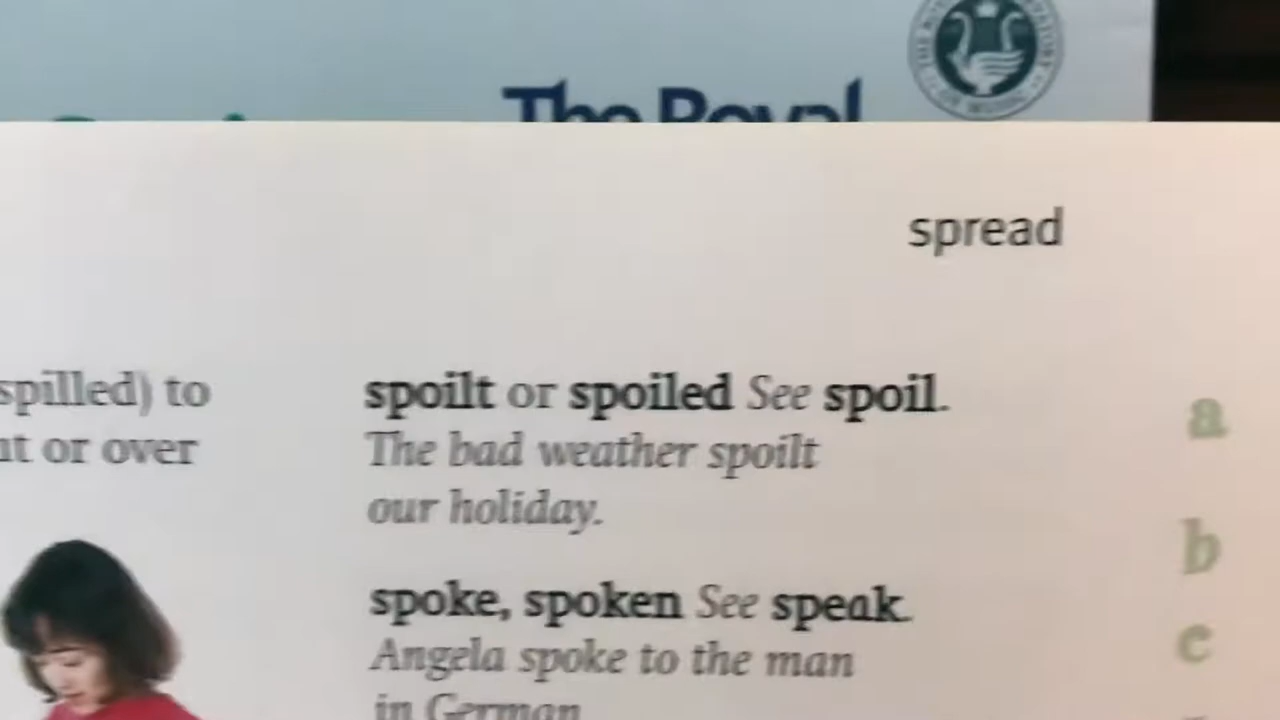 The Royal
spread
spilled) to
or over
spoilt or spoiled See spoil.
The bad weather spoilt
our holiday.
spoke, spoken See speak.
Angela spoke to the man
in German
a
b
c